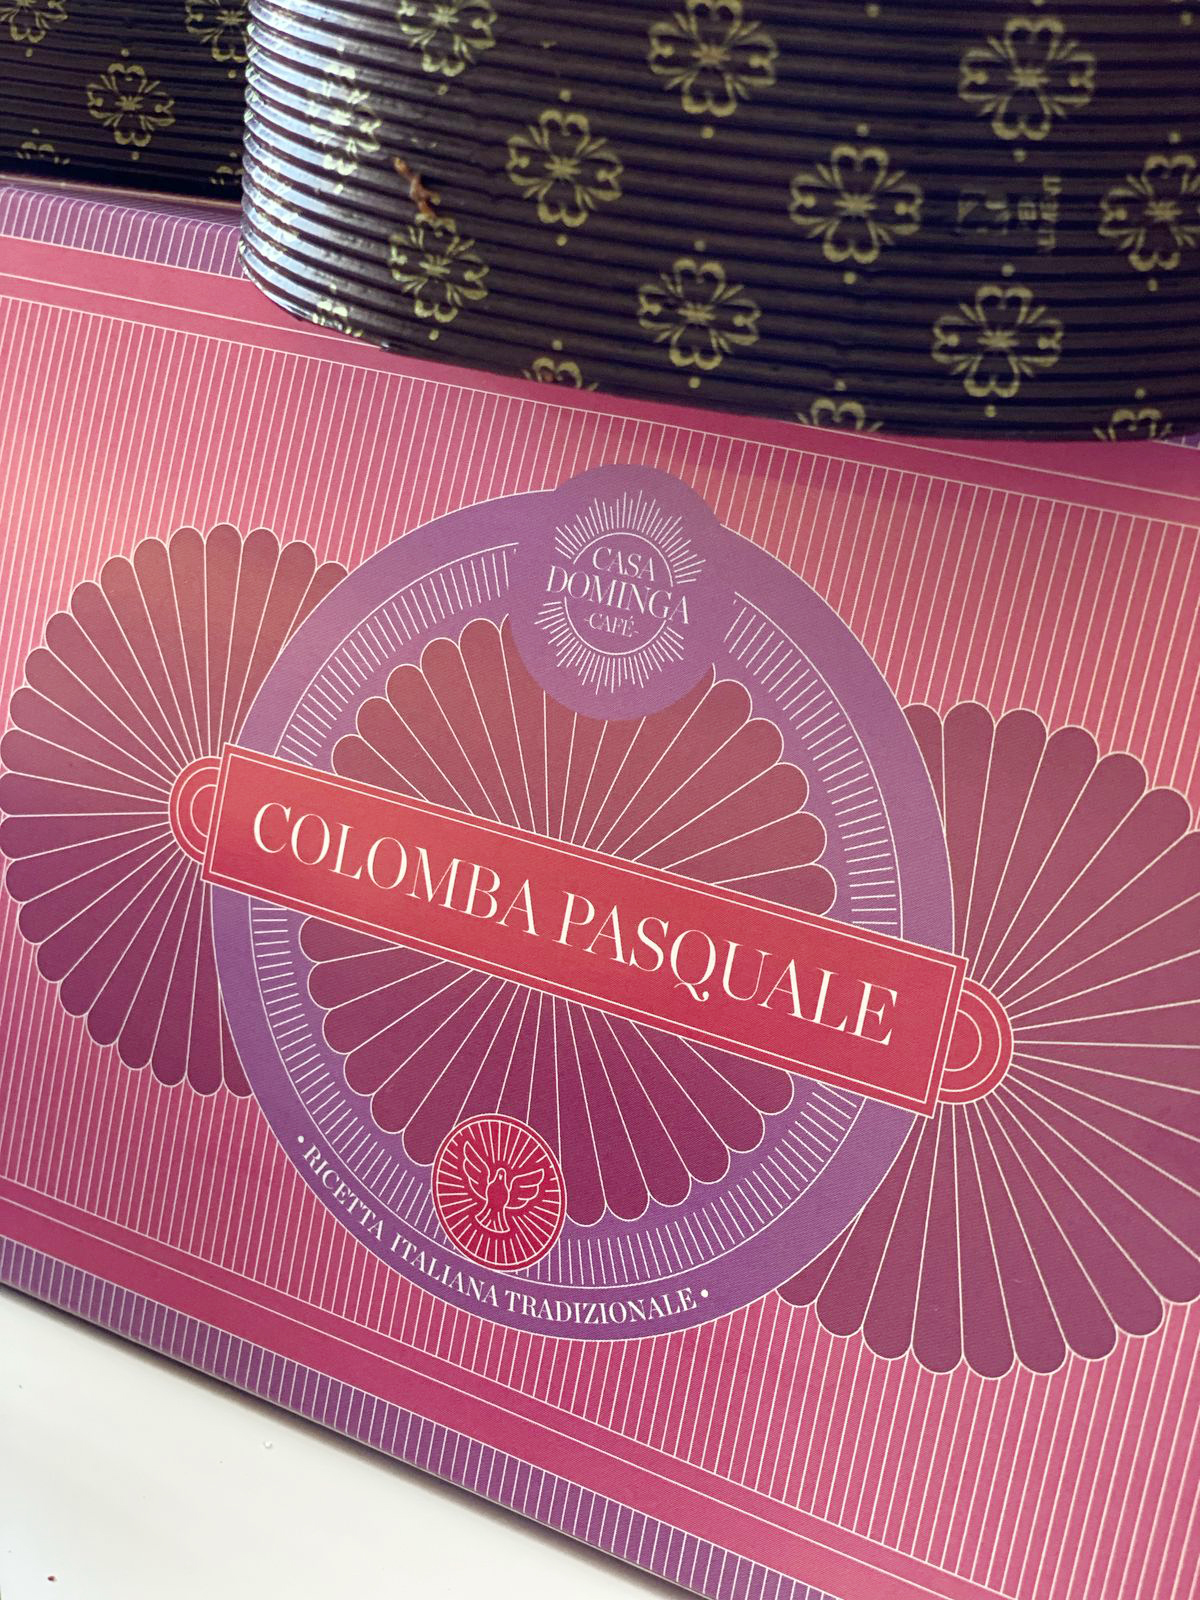 CASA
DOMINGA
-CAFÉ-
COLOMBA PASQUALE
• RICETTA ITALIANA TRADIZIONALE •